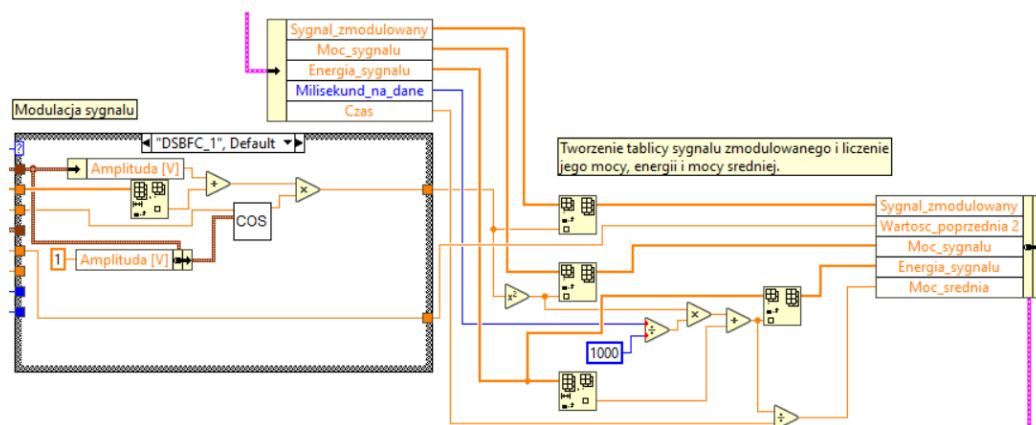 Sygnal_zmodulowany
Moc_sygnalu
Energia_sygnalu
Milisekund_na_dane
Czas
Modulacja sygnalu
"DSBFC_1", Default
Amplituda [V]
COS
1
Amplituda [V]
Tworzenie tablicy sygnalu zmodulowanego i liczenie
jego mocy, energii i mocy sredniej.
Sygnal_zmodulowany
Wartosc_poprzednia 2
Moc_sygnalu
Energia_sygnalu
Moc_srednia
+
×
x²
÷
×
+
1000
÷